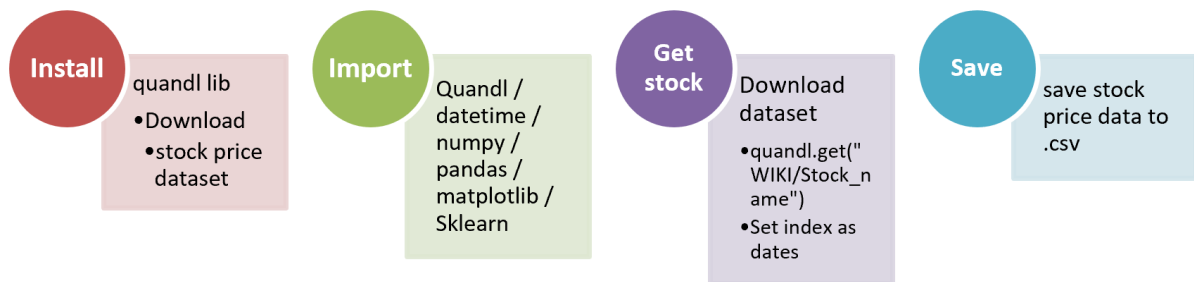 Install
quandl lib
•Download
•stock price
dataset
Import
Quandl /
datetime /
numpy /
pandas /
matplotlib /
Sklearn
Get
stock
Download
dataset
•quandl.get("
WIKI/Stock_n
ame")
•Set index as
dates
Save
save stock
price data to
.csv